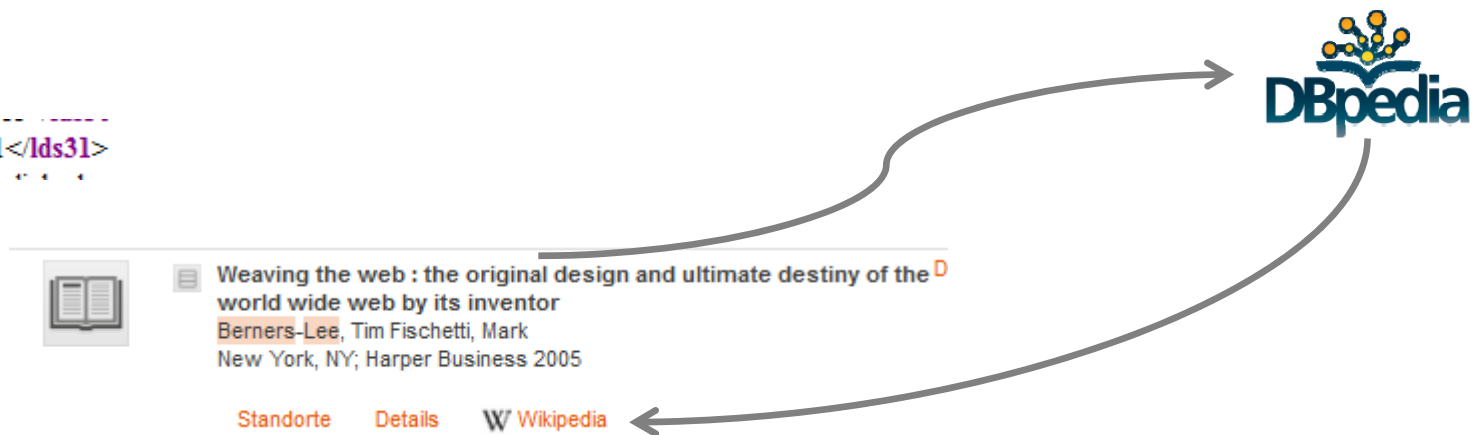 </lds31>
DBpedia
Weaving the web : the original design and ultimate destiny of the D
world wide web by its inventor
Berners-Lee, Tim Fischetti, Mark
New York, NY; Harper Business 2005
Standorte Details W Wikipedia